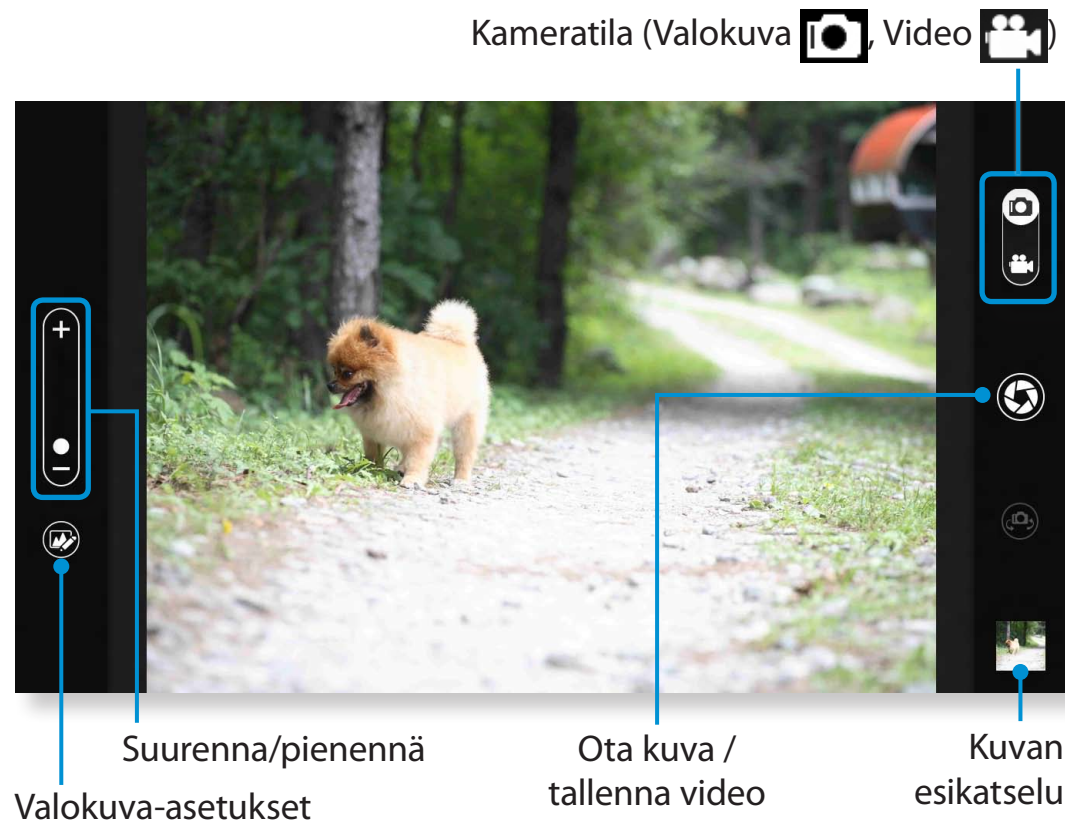 Kameratila (Valokuva , Video )
Suurenna/pienennä
Valokuva-asetukset
Ota kuva /
tallenna video
Kuvan
esikatselu